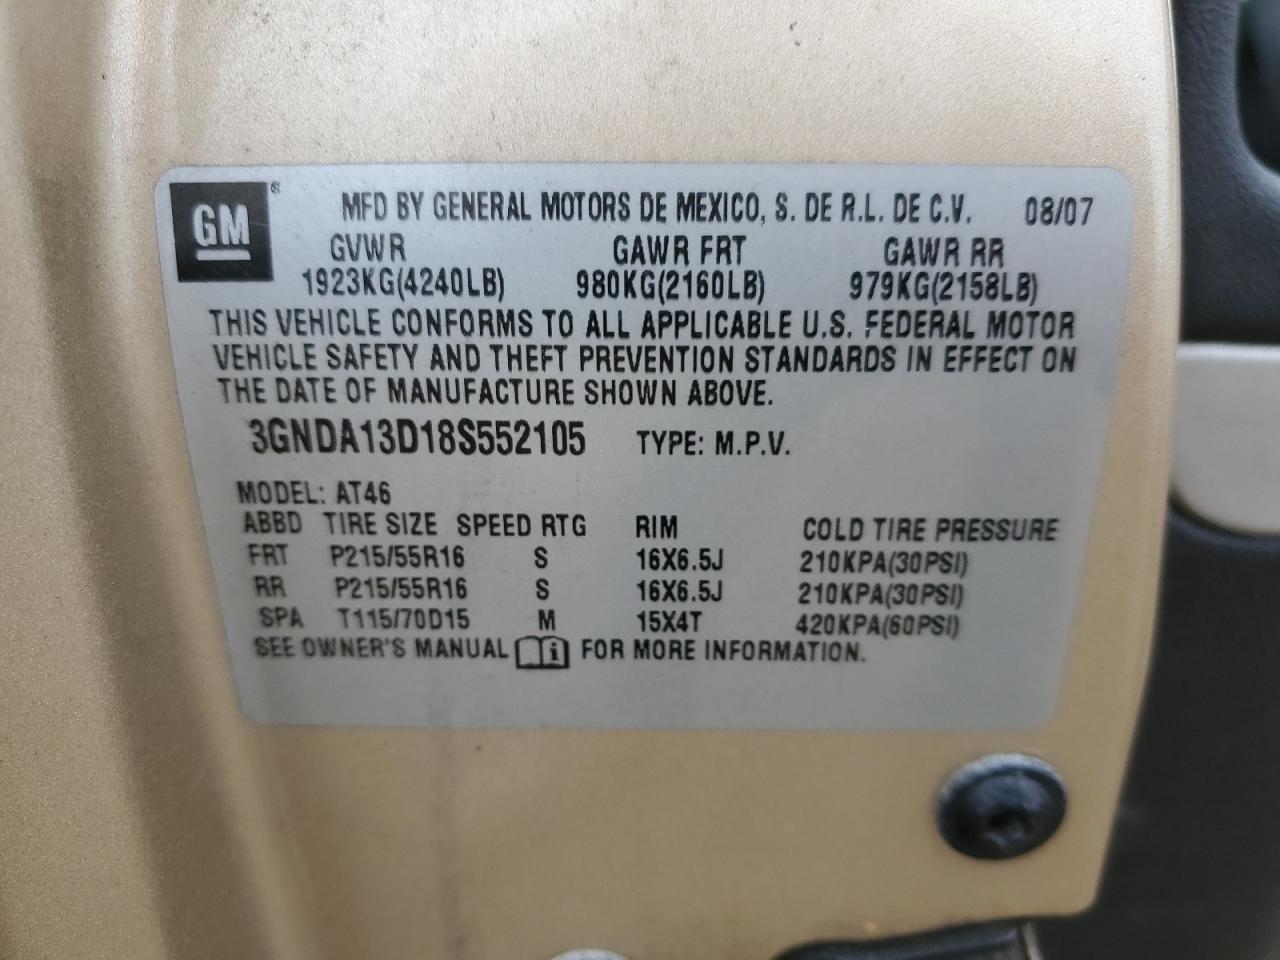 GM ® MFD BY GENERAL MOTORS DE MEXICO, S. DE R.L. DE C.V. 08/07
GVWR GAWR FRT GAWR RR
1923KG(4240LB) 980KG(2160LB) 979KG(2158LB)
THIS VEHICLE CONFORMS TO ALL APPLICABLE U.S. FEDERAL MOTOR
VEHICLE SAFETY AND THEFT PREVENTION STANDARDS IN EFFECT ON
THE DATE OF MANUFACTURE SHOWN ABOVE.
3GNDA13D18S552105 TYPE: M.P.V.
MODEL: AT46
ABBD TIRE SIZE SPEED RTG RIM COLD TIRE PRESSURE
FRT P215/55R16 S 16X6.5J 210KPA(30PSI)
RR P215/55R16 S 16X6.5J 210KPA(30PSI)
SPA T115/70D15 M 15X4T 420KPA(60PSI)
SEE OWNER'S MANUAL i FOR MORE INFORMATION.